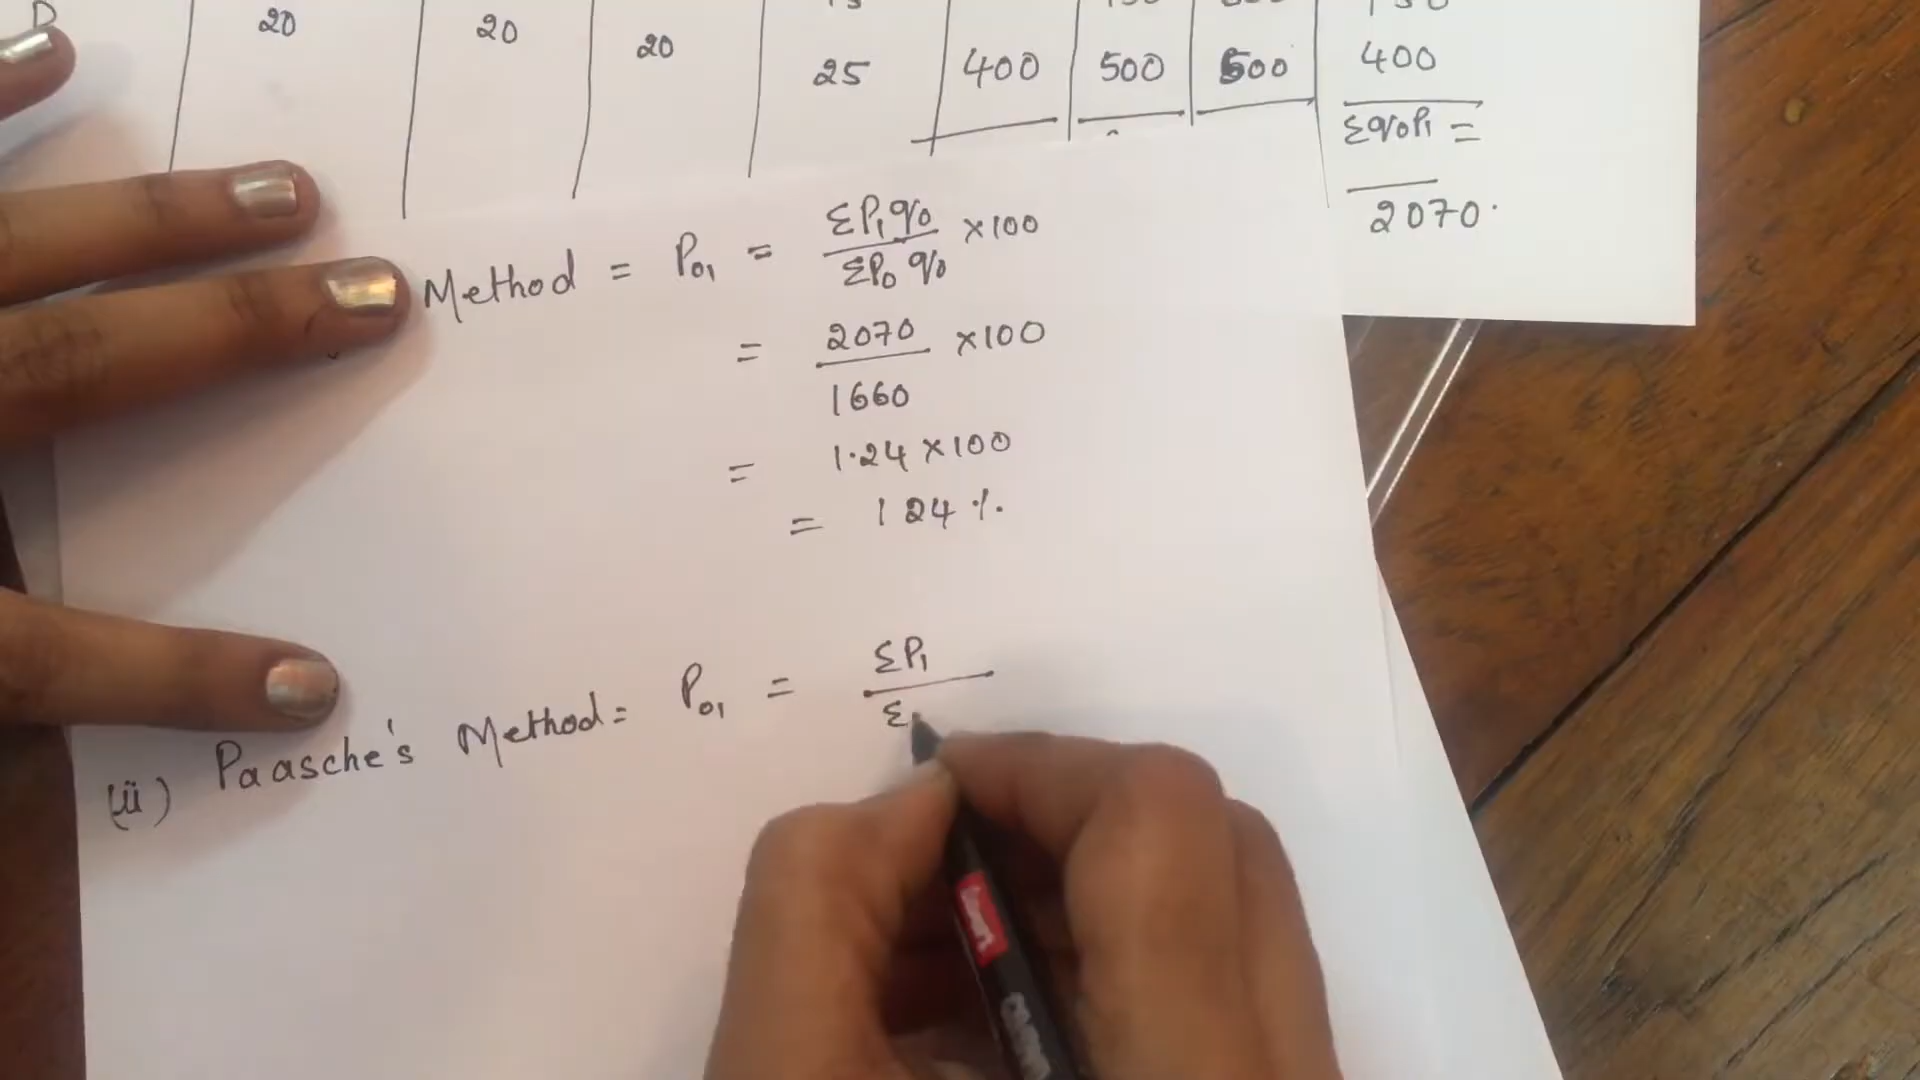 D 20 20 20 25 400 500 500 400
Σq₀P₁ =
2070.
Method = P₀₁ = ΣP₁q₀ / ΣP₀q₀ ×100
= 2070 / 1660 ×100
= 1.24 ×100
= 124 %.
(ii) Paasche's Method = P₀₁ = ΣP₁ / Σ